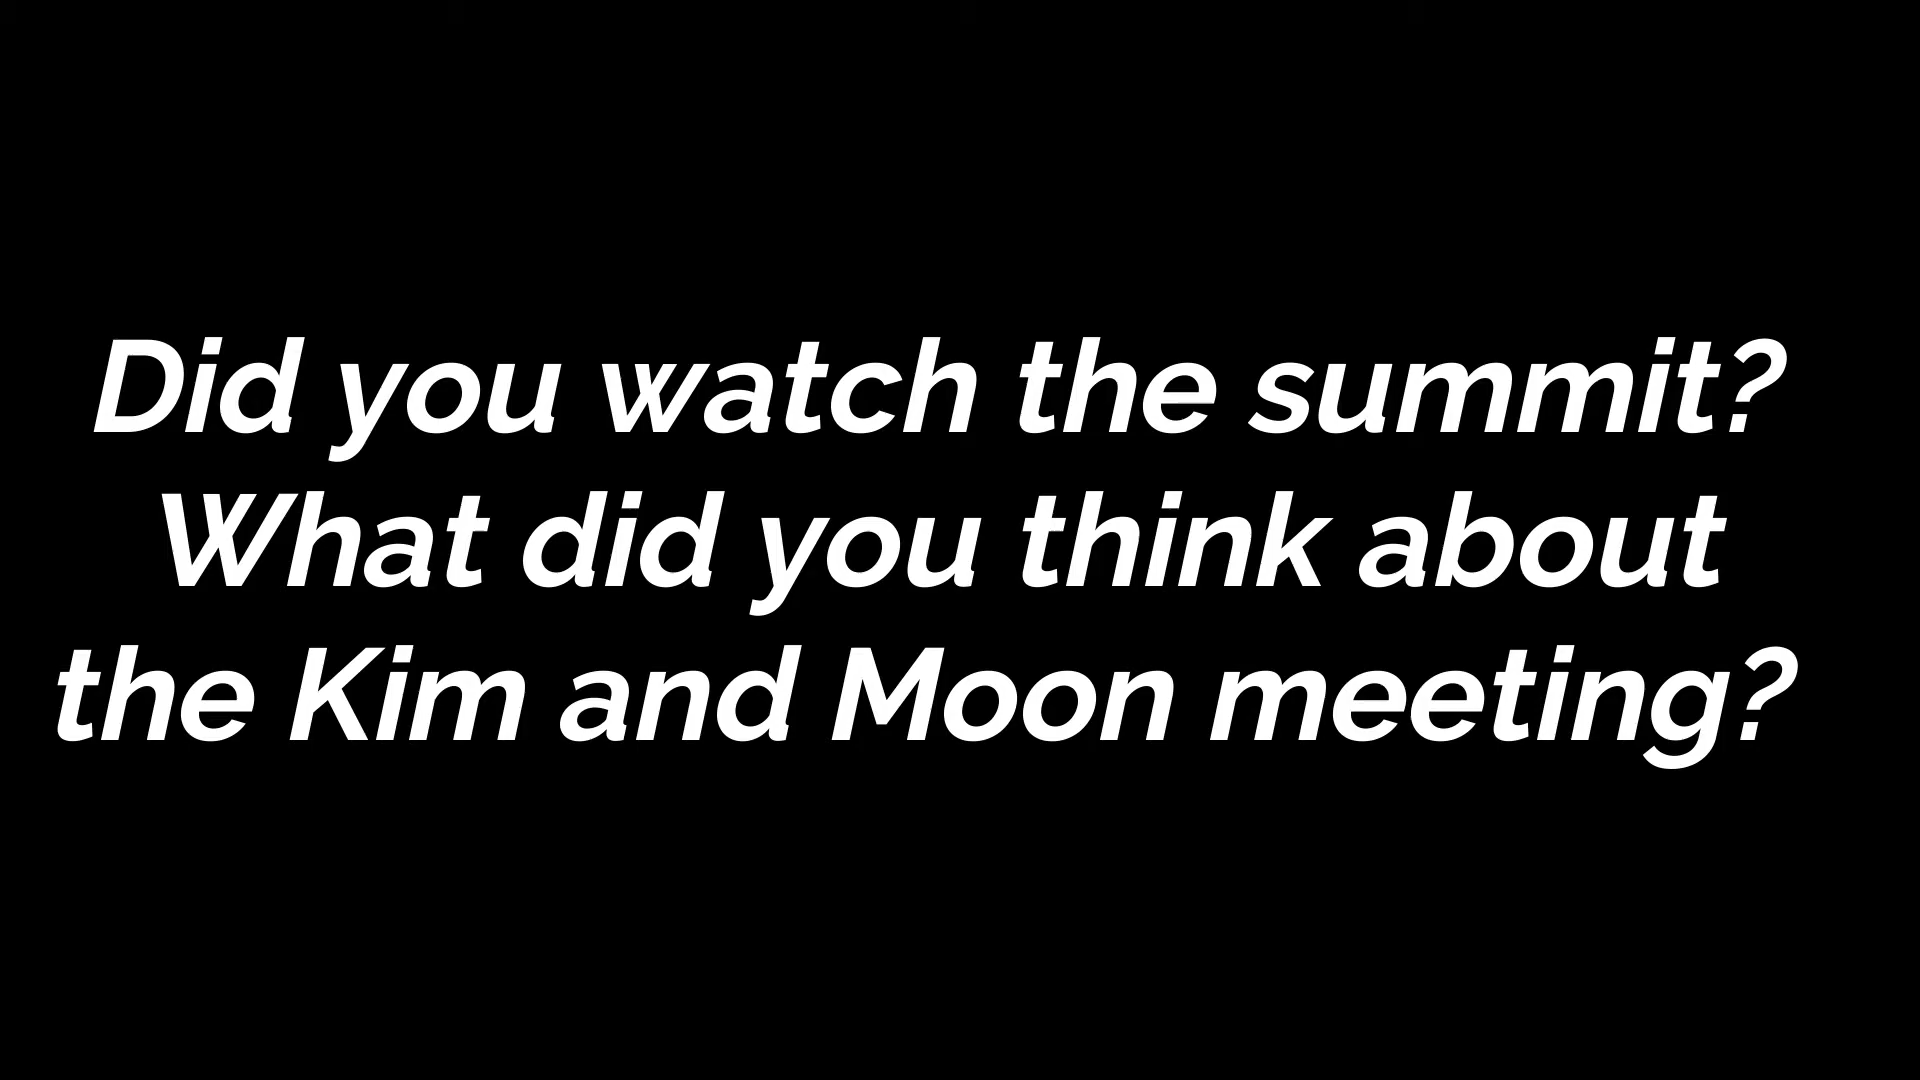 Did you watch the summit?
What did you think about
the Kim and Moon meeting?